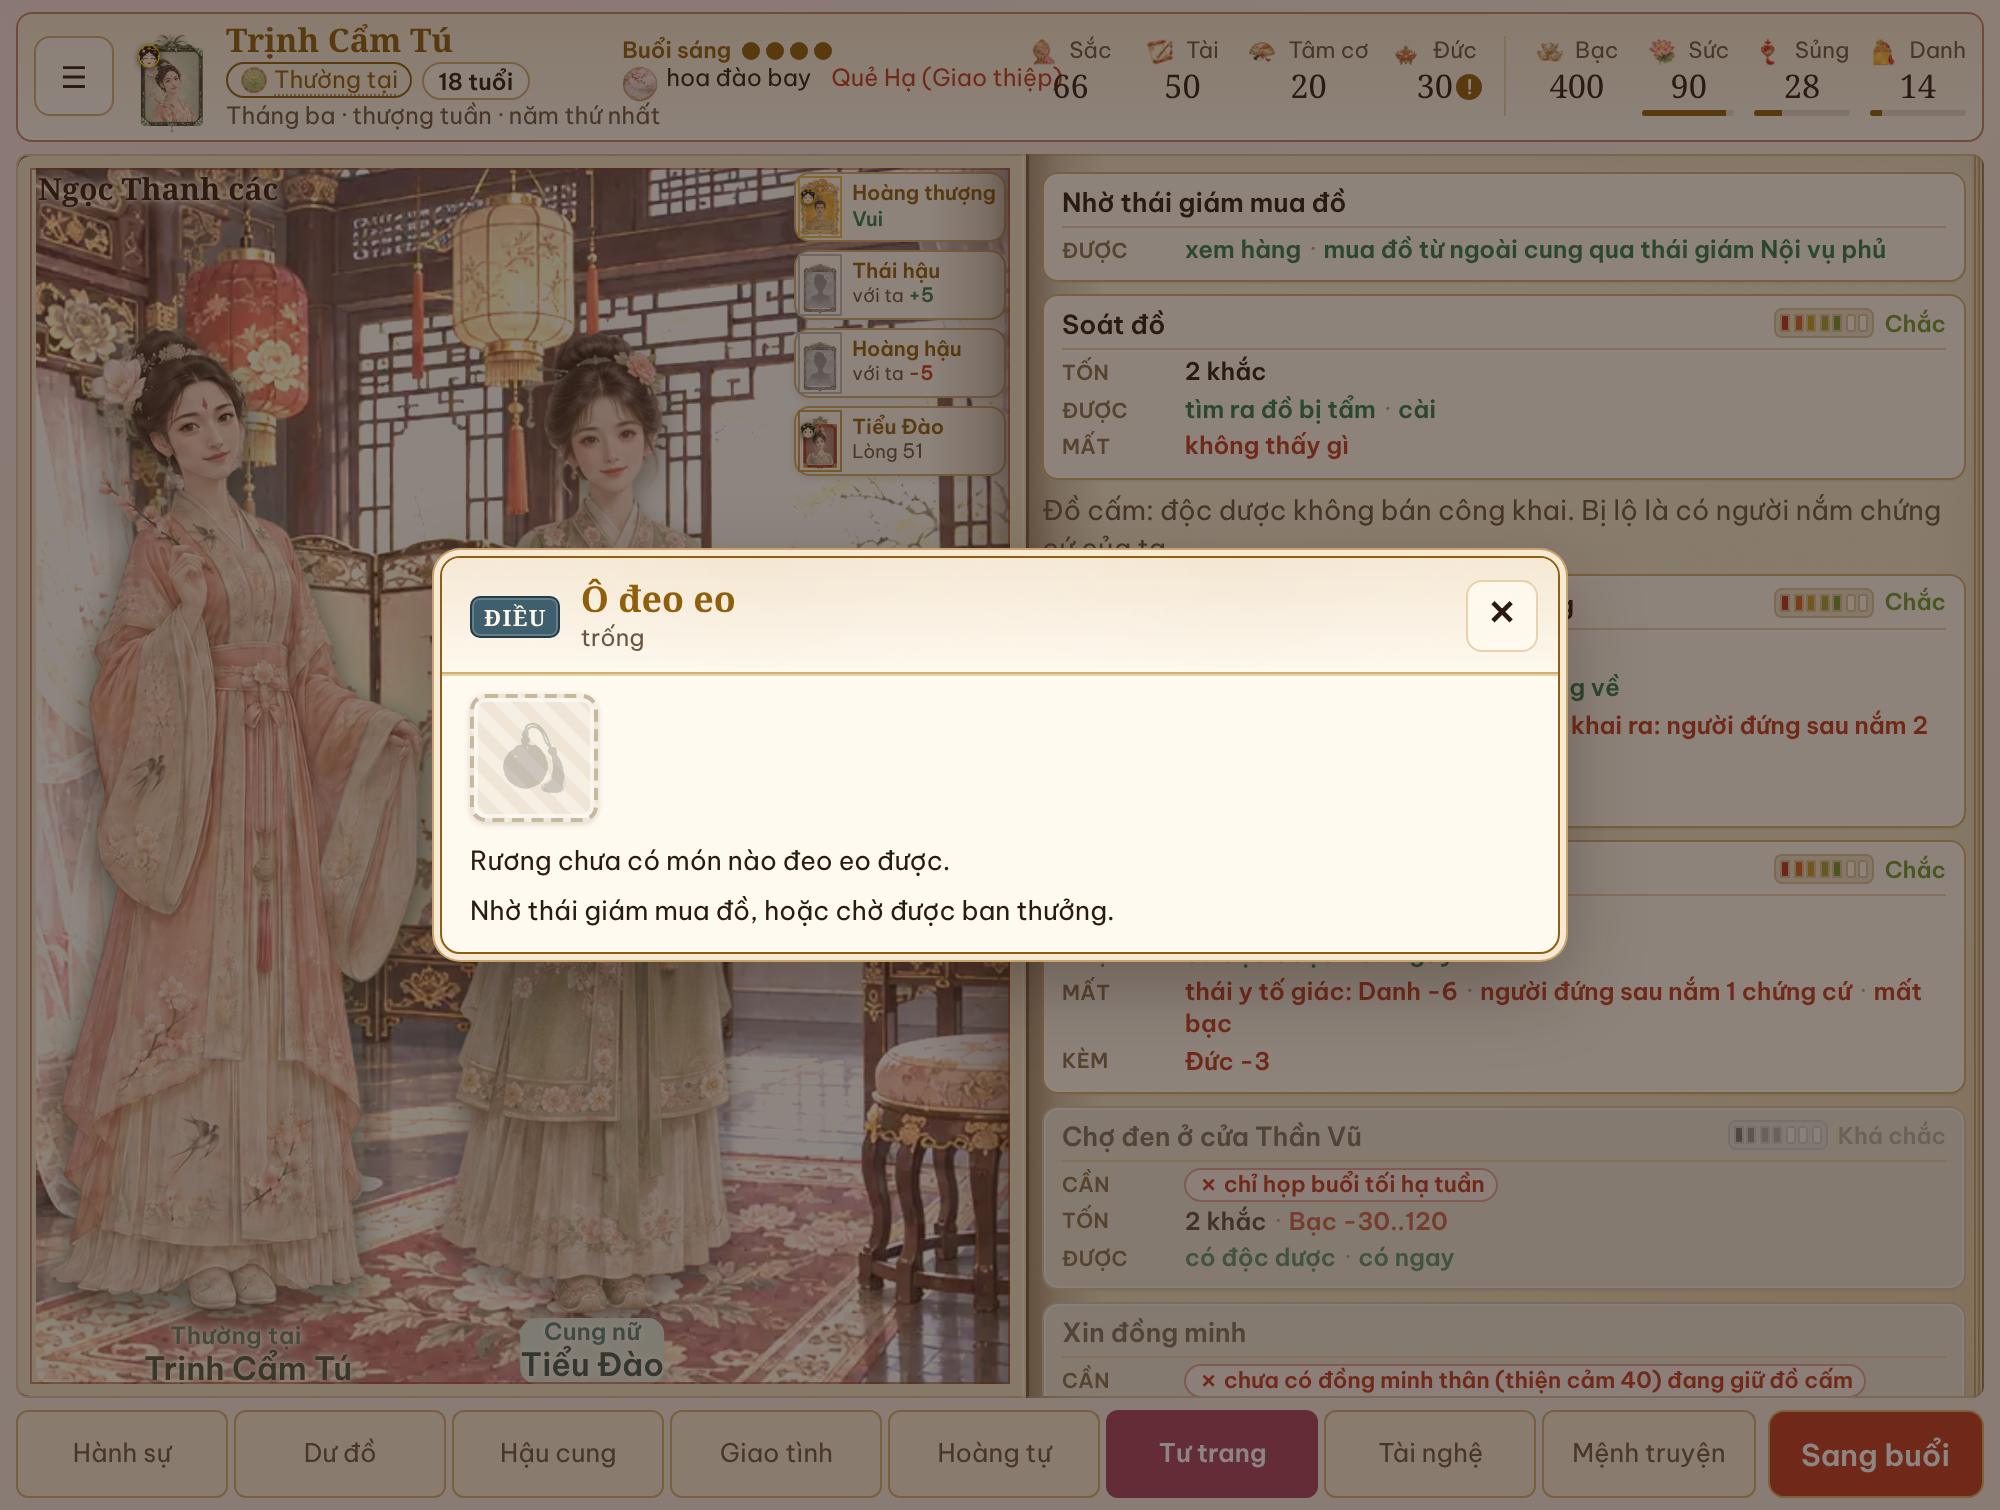 ☰
Trịnh Cẩm Tú
Thường tại
18 tuổi
Tháng ba · thượng tuần · năm thứ nhất
Buổi sáng
hoa đào bay Quẻ Hạ (Giao thiệp)
Sắc
66
Tài
50
Tâm cơ
20
Đức
30 !
Bạc
400
Sức
90
Sủng
28
Danh
14
Ngọc Thanh các
Hoàng thượng
Vui
Thái hậu
với ta +5
Hoàng hậu
với ta -5
Tiểu Đào
Lòng 51
Thường tại
Trịnh Cẩm Tú
Cung nữ
Tiểu Đào
Nhờ thái giám mua đồ
ĐƯỢC xem hàng · mua đồ từ ngoài cung qua thái giám Nội vụ phủ
Soát đồ Chắc
TỐN 2 khắc
ĐƯỢC tìm ra đồ bị tẩm · cài
MẤT không thấy gì
Đồ cấm: độc dược không bán công khai. Bị lộ là có người nắm chứng
cứ của ta
Chắc
g về
khai ra: người đứng sau nắm 2
ĐIỀU
Ô đeo eo
trống
✕
Rương chưa có món nào đeo eo được.
Nhờ thái giám mua đồ, hoặc chờ được ban thưởng.
Chắc
MẤT thái y tố giác: Danh -6 · người đứng sau nắm 1 chứng cứ · mất
bạc
KÈM Đức -3
Chợ đen ở cửa Thần Vũ Khá chắc
CẦN ✕ chỉ họp buổi tối hạ tuần
TỐN 2 khắc · Bạc -30..120
ĐƯỢC có độc dược · có ngay
Xin đồng minh
CẦN ✕ chưa có đồng minh thân (thiện cảm 40) đang giữ đồ cấm
Hành sự
Dư đồ
Hậu cung
Giao tình
Hoàng tự
Tư trang
Tài nghệ
Mệnh truyện
Sang buổi